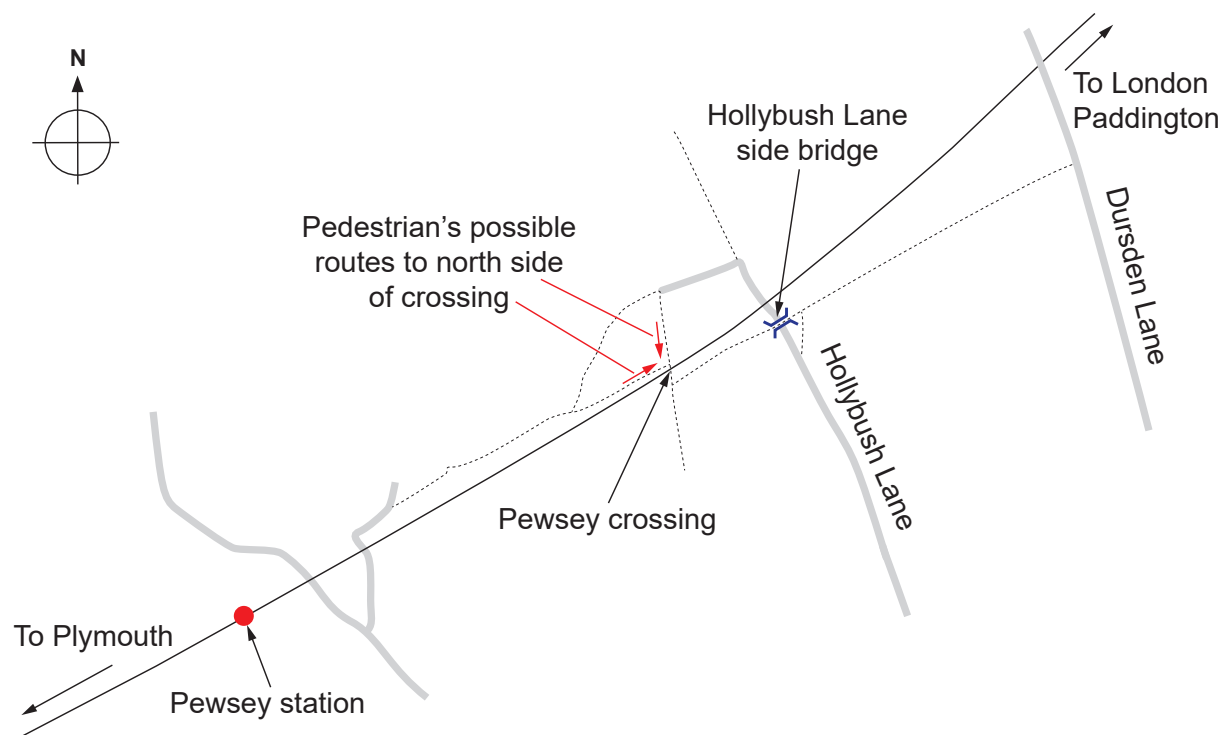 N
To London
Paddington
Hollybush Lane
side bridge
Dursden Lane
Pedestrian’s possible
routes to north side
of crossing
Hollybush Lane
Pewsey crossing
To Plymouth
Pewsey station